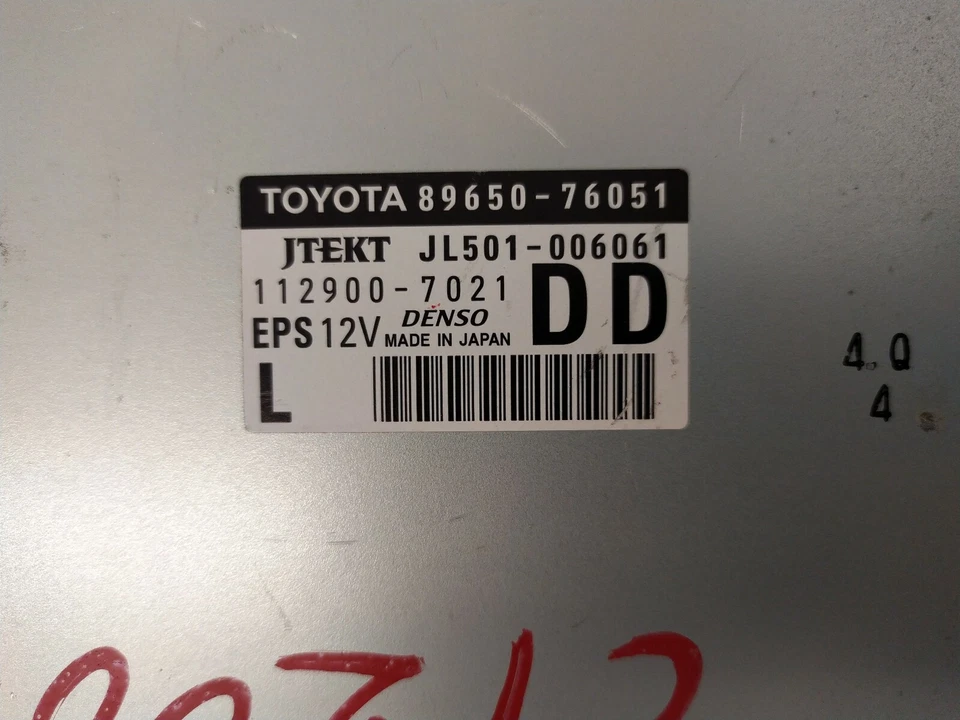 TOYOTA 89650-76051
JTEKT JL501-006061
112900-7021 DD
DENSO
EPS 12V MADE IN JAPAN
L
4.Q
4